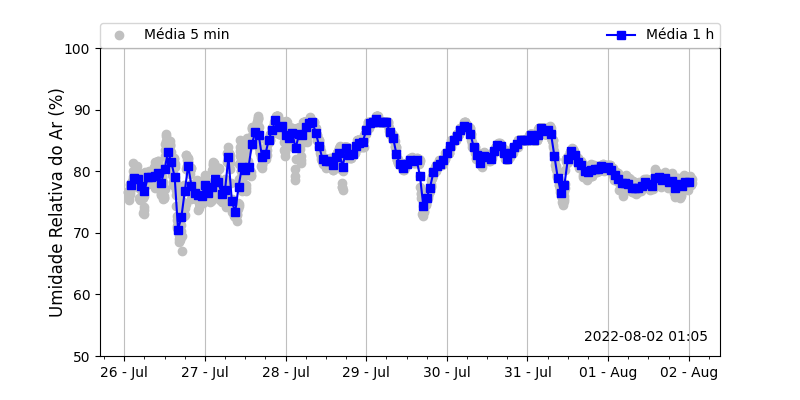 Média 5 min
Média 1 h
Umidade Relativa do Ar (%)
100
90
80
70
60
50
2022-08-02 01:05
26 - Jul
27 - Jul
28 - Jul
29 - Jul
30 - Jul
31 - Jul
01 - Aug
02 - Aug